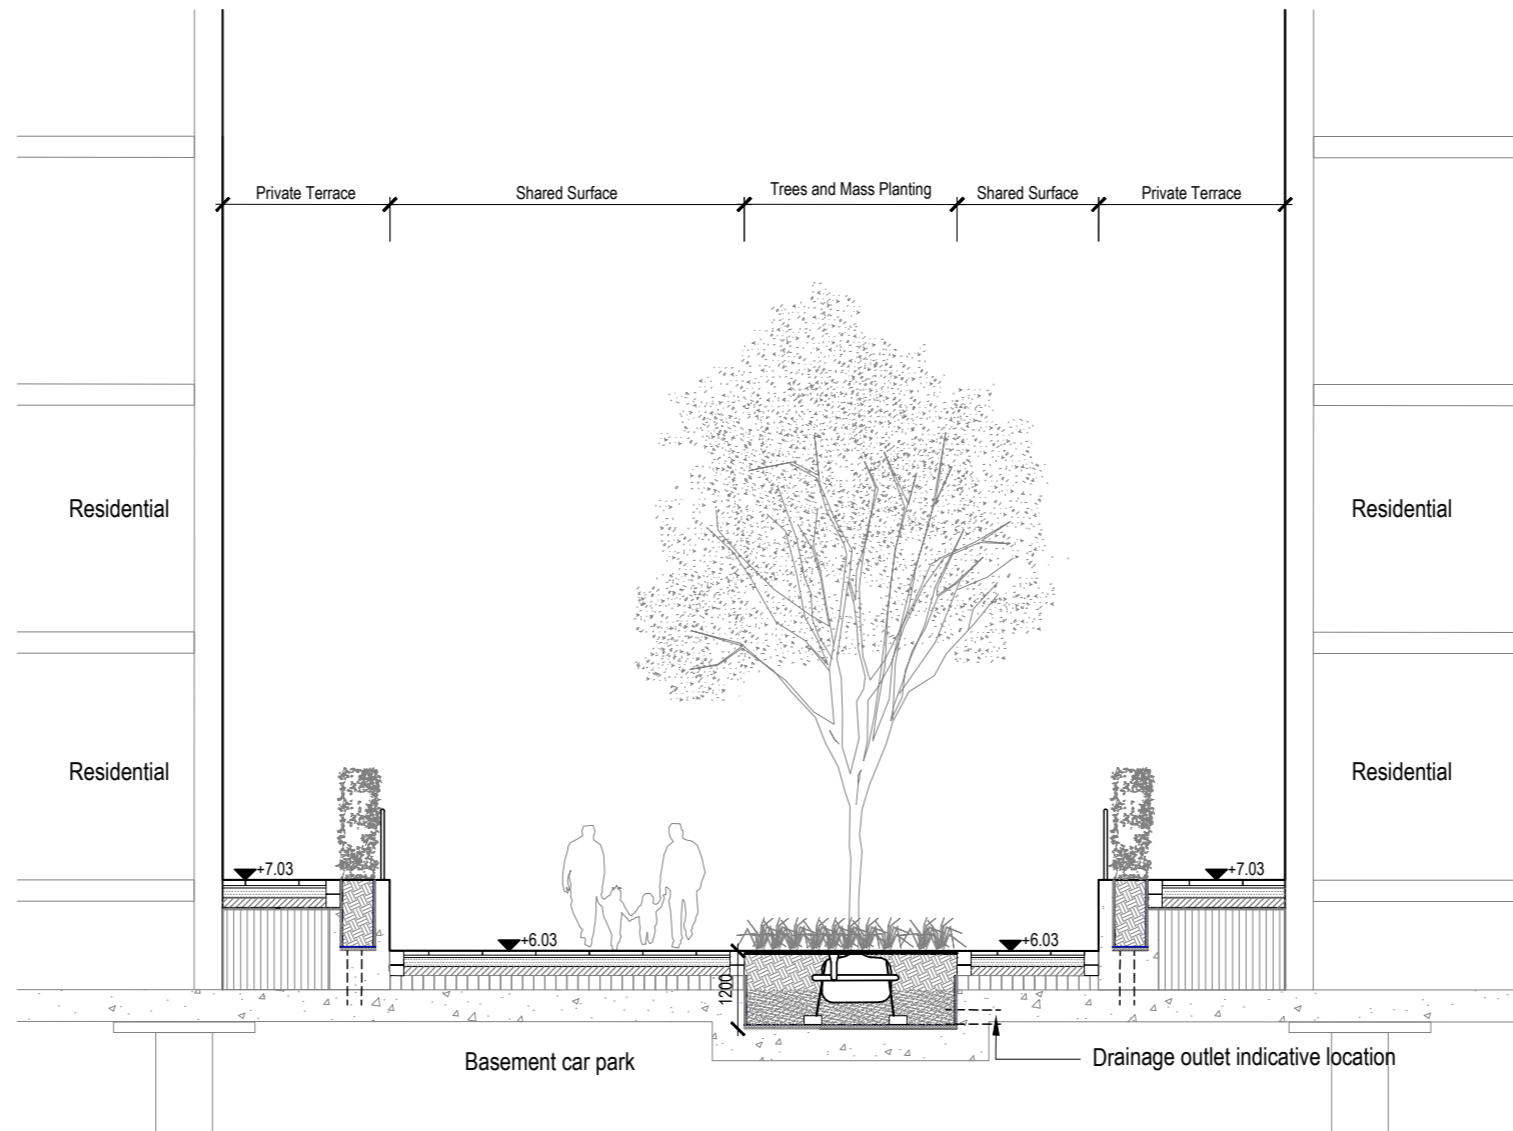 Private Terrace
Shared Surface
Trees and Mass Planting
Shared Surface
Private Terrace
Residential
Residential
Residential
Residential
+7.03
+7.03
+6.03
+6.03
1200
Basement car park
Drainage outlet indicative location